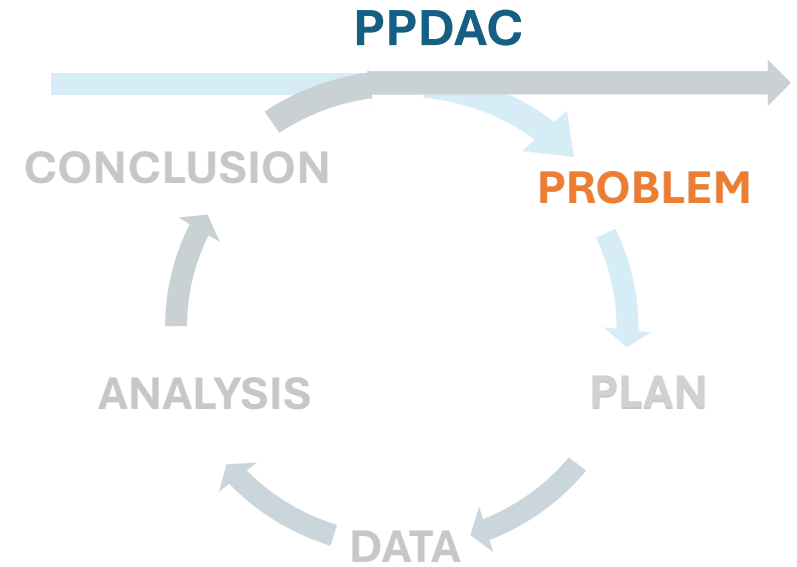 PPDAC
CONCLUSION
PROBLEM
ANALYSIS
PLAN
DATA